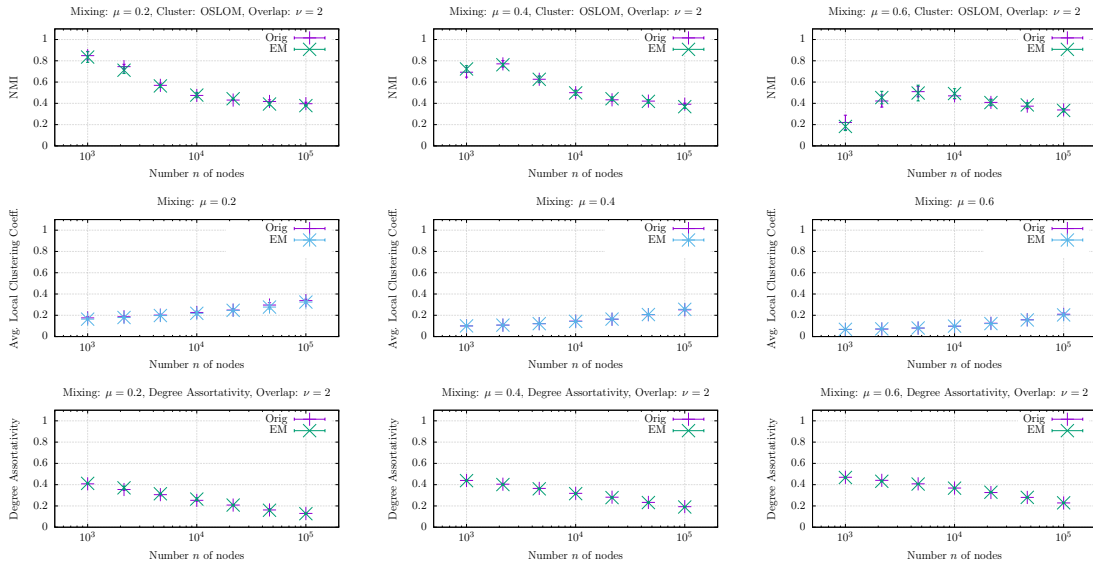 Mixing: μ = 0.2, Cluster: OSLOM, Overlap: ν = 2
NMI
1
0.8
0.6
0.4
0.2
0
Orig
EM
10³ 10⁴ 10⁵
Number n of nodes
Mixing: μ = 0.4, Cluster: OSLOM, Overlap: ν = 2
NMI
1
0.8
0.6
0.4
0.2
0
Orig
EM
10³ 10⁴ 10⁵
Number n of nodes
Mixing: μ = 0.6, Cluster: OSLOM, Overlap: ν = 2
NMI
1
0.8
0.6
0.4
0.2
0
Orig
EM
10³ 10⁴ 10⁵
Number n of nodes
Mixing: μ = 0.2
Avg. Local Clustering Coeff.
1
0.8
0.6
0.4
0.2
0
Orig
EM
10³ 10⁴ 10⁵
Number n of nodes
Mixing: μ = 0.4
Avg. Local Clustering Coeff.
1
0.8
0.6
0.4
0.2
0
Orig
EM
10³ 10⁴ 10⁵
Number n of nodes
Mixing: μ = 0.6
Avg. Local Clustering Coeff.
1
0.8
0.6
0.4
0.2
0
Orig
EM
10³ 10⁴ 10⁵
Number n of nodes
Mixing: μ = 0.2, Degree Assortativity, Overlap: ν = 2
Degree Assortativity
1
0.8
0.6
0.4
0.2
0
Orig
EM
10³ 10⁴ 10⁵
Number n of nodes
Mixing: μ = 0.4, Degree Assortativity, Overlap: ν = 2
Degree Assortativity
1
0.8
0.6
0.4
0.2
0
Orig
EM
10³ 10⁴ 10⁵
Number n of nodes
Mixing: μ = 0.6, Degree Assortativity, Overlap: ν = 2
Degree Assortativity
1
0.8
0.6
0.4
0.2
0
Orig
EM
10³ 10⁴ 10⁵
Number n of nodes